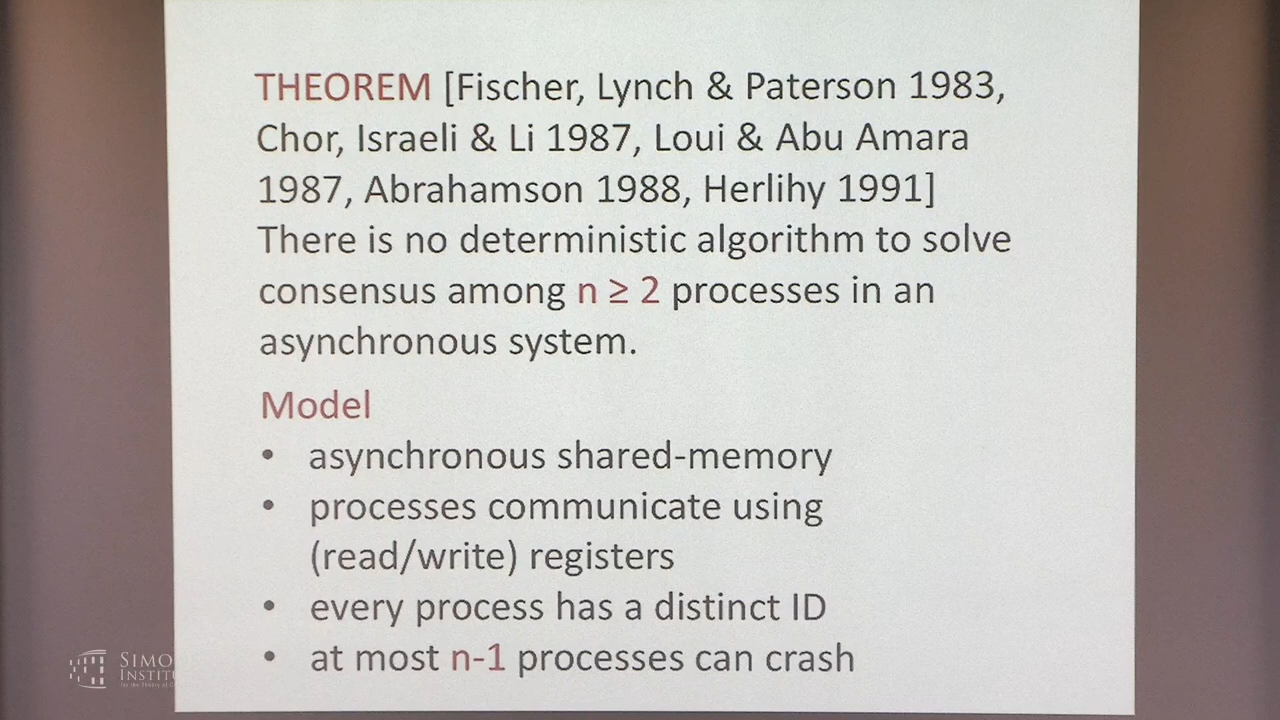 THEOREM [Fischer, Lynch & Paterson 1983,
Chor, Israeli & Li 1987, Loui & Abu Amara
1987, Abrahamson 1988, Herlihy 1991]
There is no deterministic algorithm to solve
consensus among n ≥ 2 processes in an
asynchronous system.
Model
• asynchronous shared-memory
• processes communicate using
(read/write) registers
• every process has a distinct ID
• at most n-1 processes can crash